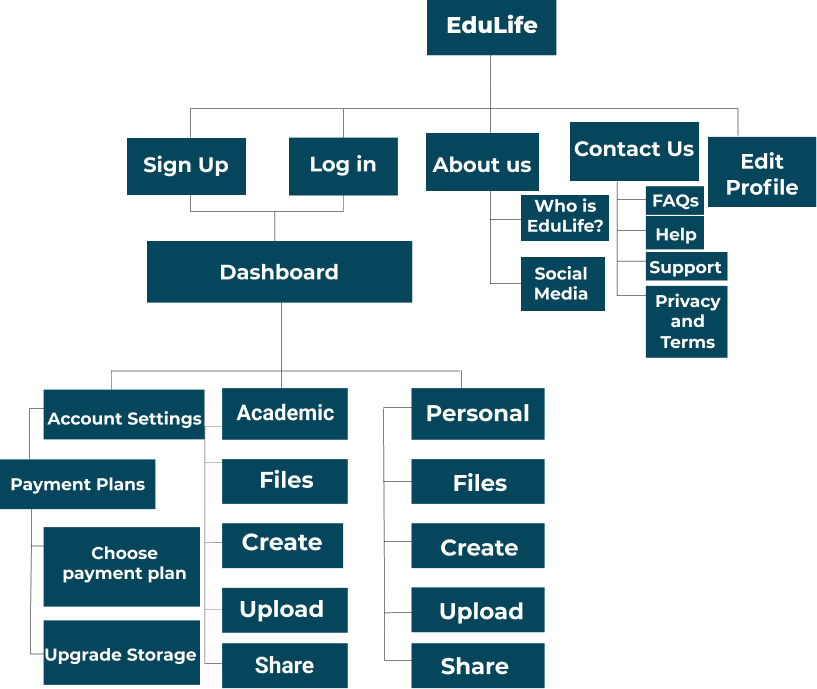 EduLife
Sign Up
Log in
About us
Contact Us
Edit
Profile
Who is
EduLife?
Social
Media
FAQs
Help
Support
Privacy
and
Terms
Dashboard
Account Settings
Payment Plans
Choose
payment plan
Upgrade Storage
Academic
Files
Create
Upload
Share
Personal
Files
Create
Upload
Share